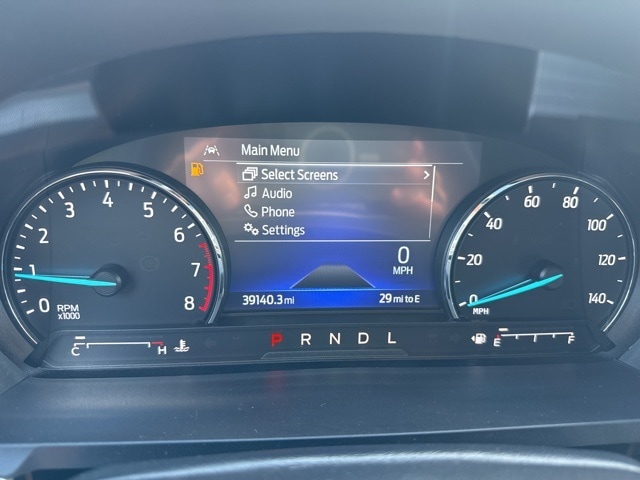 Main Menu
Select Screens >
Audio
Phone
Settings
0
MPH
39140.3 mi
29 mi to E
0 1 2 3 4 5 6 7 8
RPM
x1000
0 20 40 60 80 100 120 140
MPH
C H
P R N D L
E F